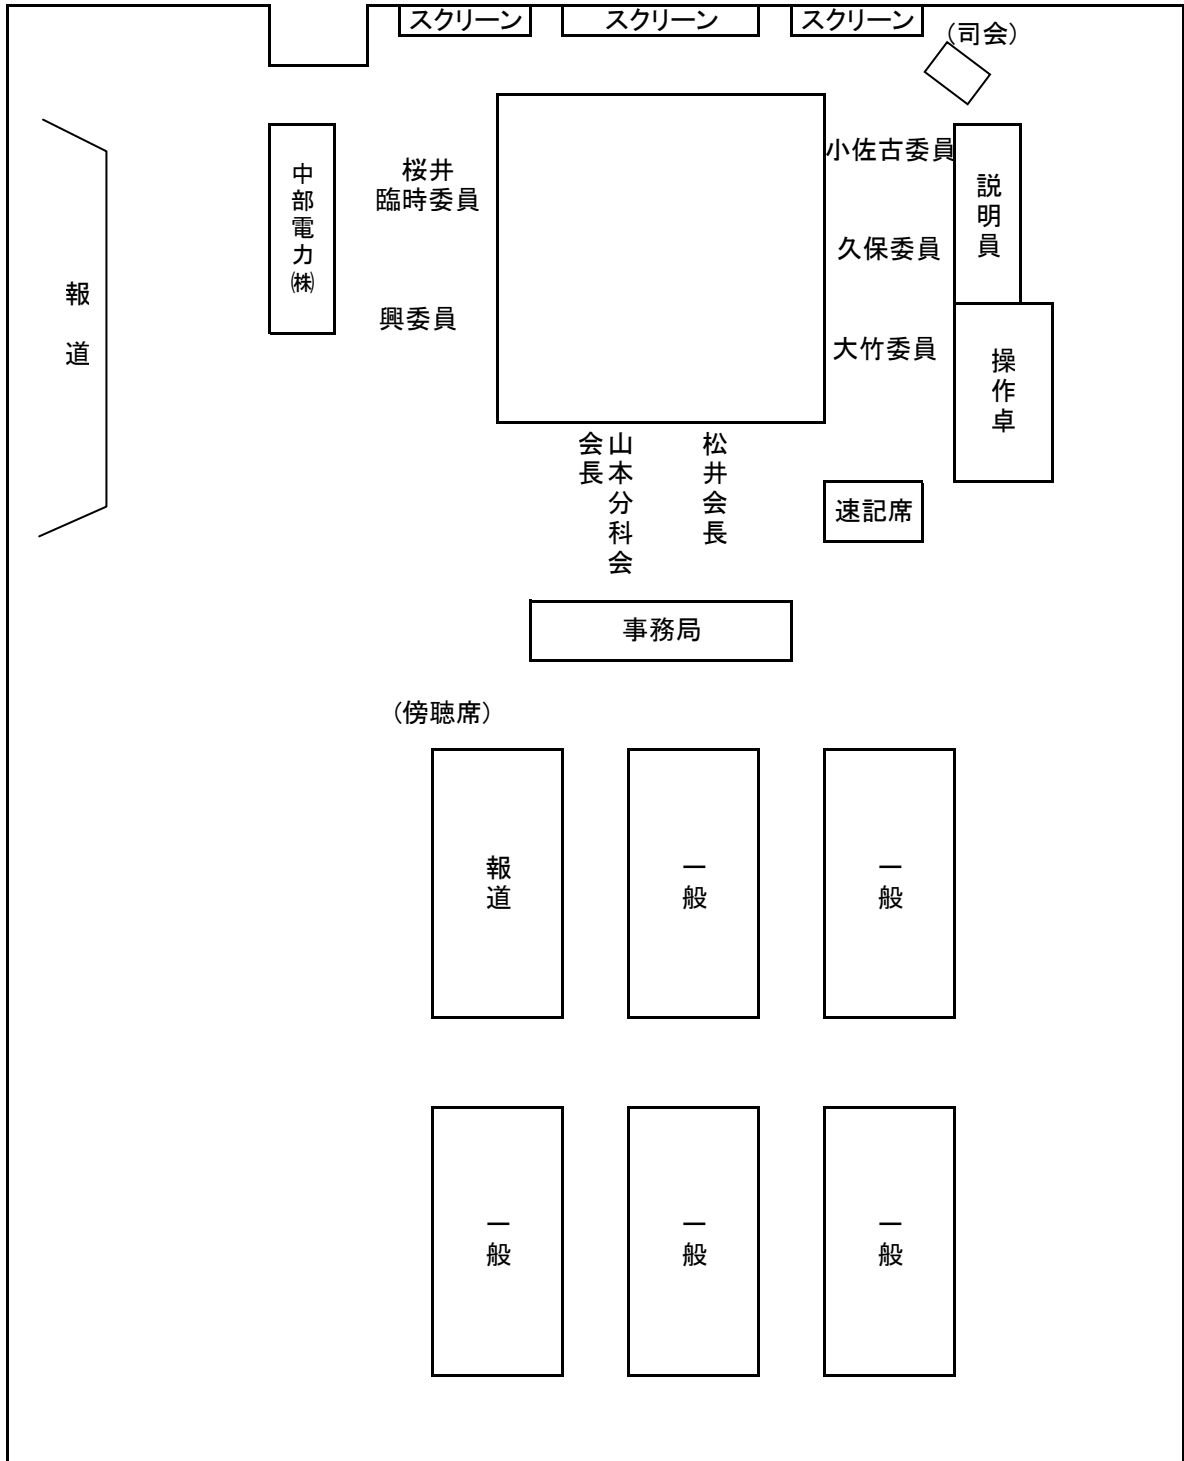 スクリーン
スクリーン
スクリーン
（司会）
中部電力㈱
桜井
臨時委員
興委員
小佐古委員
久保委員
大竹委員
説明員
操作卓
報道
山本分科会
会長
松井会長
速記席
事務局
（傍聴席）
報道
一般
一般
一般
一般
一般